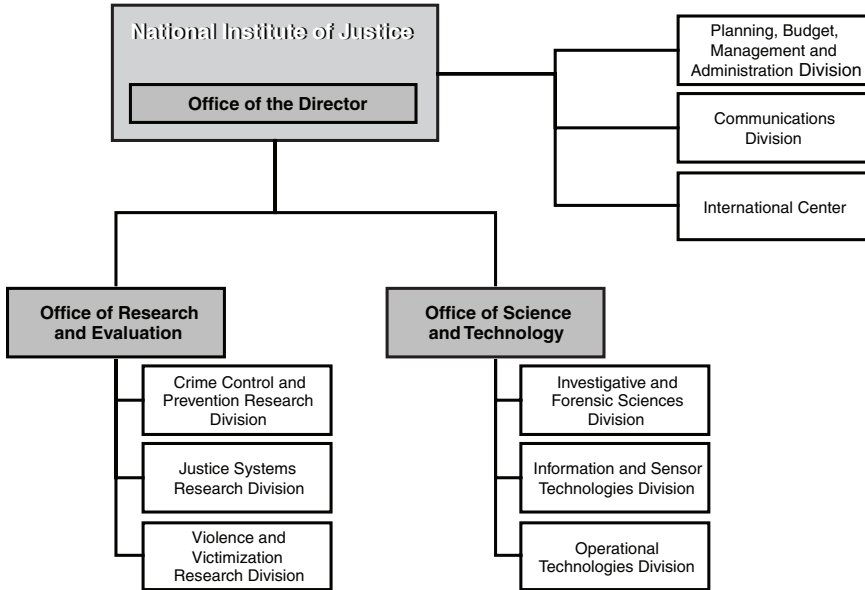 National Institute of Justice
Office of the Director
Planning, Budget,
Management and
Administration Division
Communications
Division
International Center
Office of Research
and Evaluation
Crime Control and
Prevention Research
Division
Justice Systems
Research Division
Violence and
Victimization
Research Division
Office of Science
and Technology
Investigative and
Forensic Sciences
Division
Information and Sensor
Technologies Division
Operational
Technologies Division